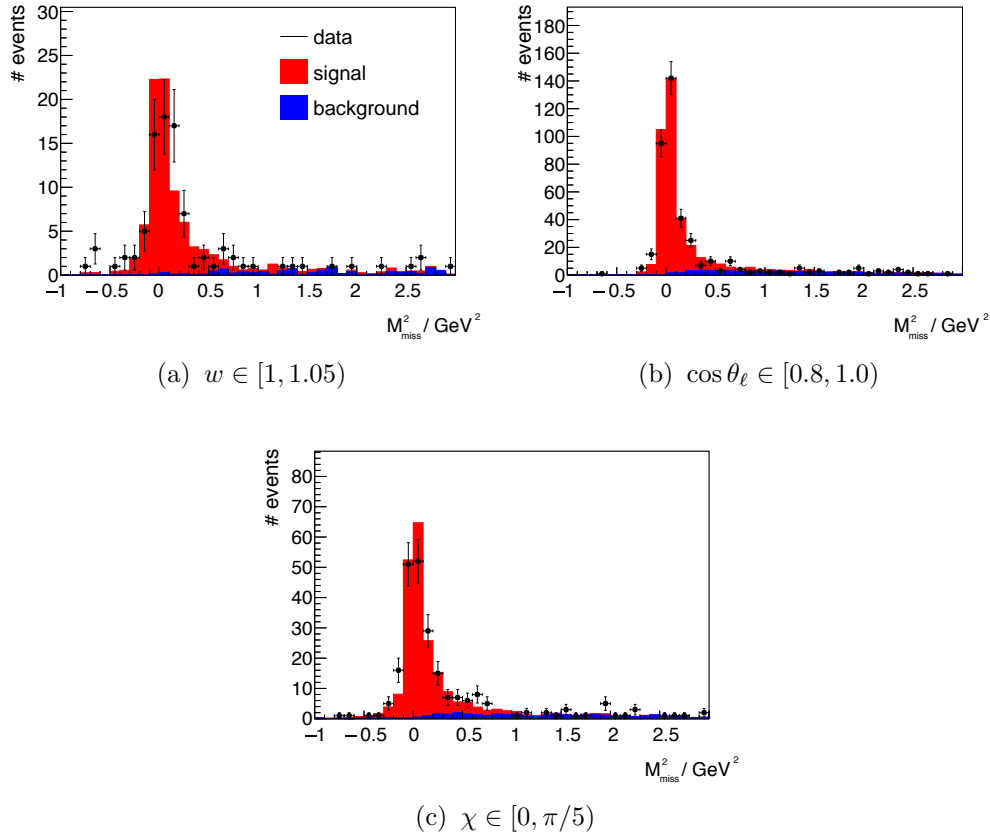 # events
30
25
20
15
10
5
0
−1 −0.5 0 0.5 1 1.5 2 2.5
M²miss / GeV²
data
signal
background
(a) w ∈ [1, 1.05)
# events
180
160
140
120
100
80
60
40
20
0
−1 −0.5 0 0.5 1 1.5 2 2.5
M²miss / GeV²
(b) cos θℓ ∈ [0.8, 1.0)
# events
80
70
60
50
40
30
20
10
0
−1 −0.5 0 0.5 1 1.5 2 2.5
M²miss / GeV²
(c) χ ∈ [0, π/5)